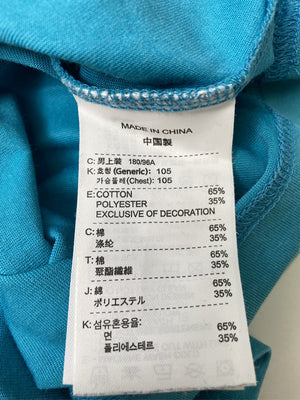 MADE IN CHINA
中國製
C: 男上裝 180/96A
K: 호칭 (Generic): 105
가슴둘레 (Chest): 105
E: COTTON 65%
POLYESTER 35%
EXCLUSIVE OF DECORATION
C: 棉 65%
涤纶 35%
T: 棉 65%
聚酯纖維 35%
J: 綿 65%
ポリエステル 35%
K: 섬유혼용율:
면 65%
폴리에스테르 35%